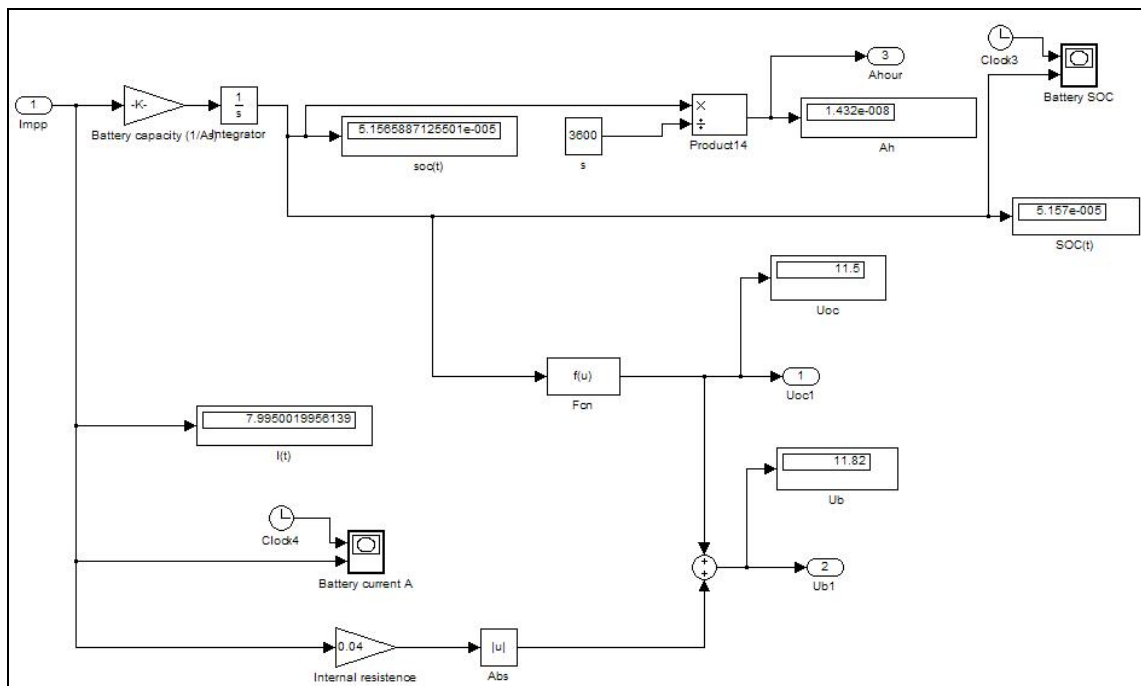 1
Impp
-K-
Battery capacity (1/As)
1
s
Integrator
5.1565887125501e-005
soc(t)
3600
s
×
÷
Product14
3
Ahour
1.432e-008
Ah
Clock3
Battery SOC
5.157e-005
SOC(t)
11.5
Uoc
f(u)
Fcn
1
Uoc1
7.9950019956139
I(t)
11.82
Ub
Clock4
Battery current A
+
+
2
Ub1
0.04
Internal resistence
|u|
Abs